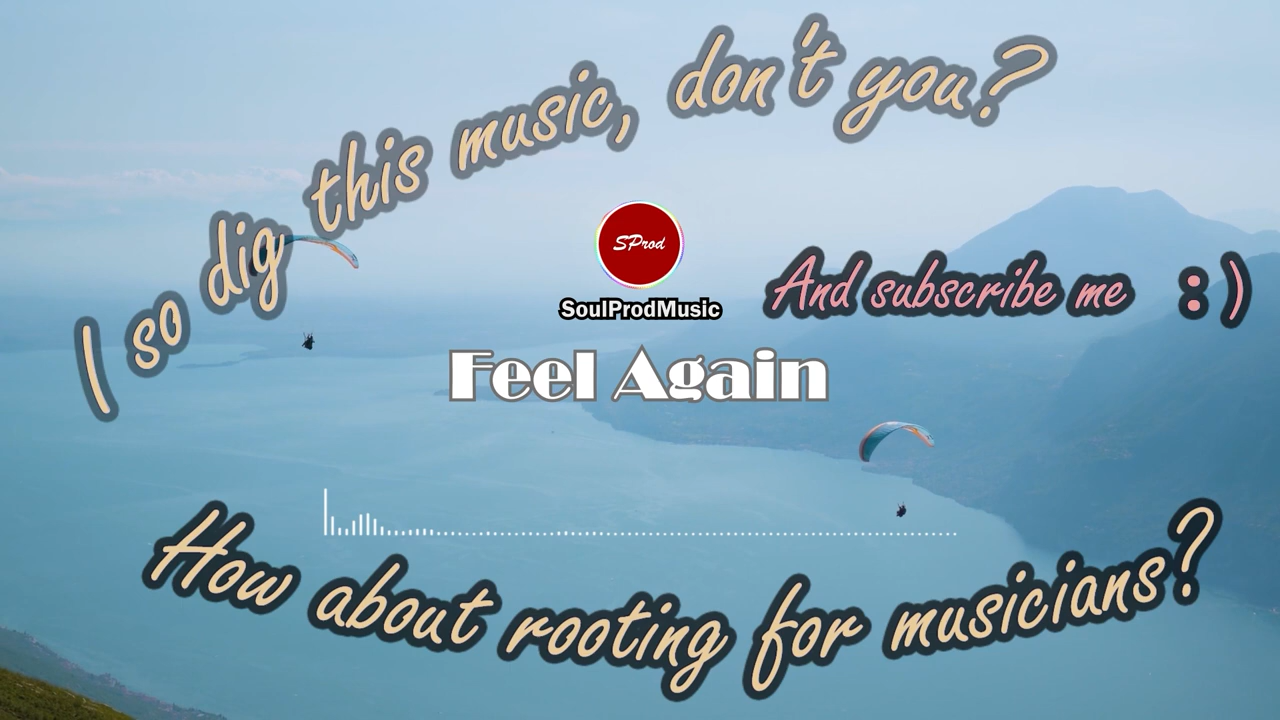 I so dig this music, don't you?
SProd
SoulProdMusic
And subscribe me :)
Feel Again
How about rooting for musicians?